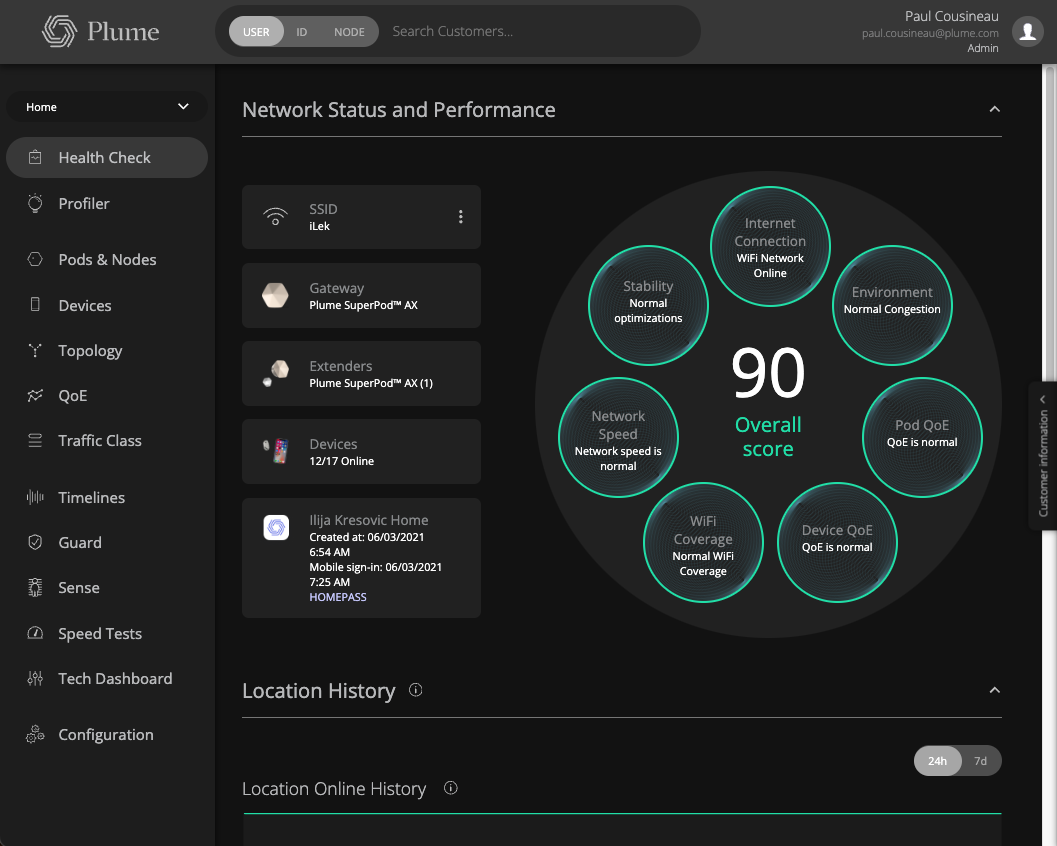 Plume
USER
ID
NODE
Search Customers...
Paul Cousineau
paul.cousineau@plume.com
Admin
Home
Health Check
Profiler
Pods & Nodes
Devices
Topology
QoE
Traffic Class
Timelines
Guard
Sense
Speed Tests
Tech Dashboard
Configuration
Network Status and Performance
SSID
iLek
Gateway
Plume SuperPod™ AX
Extenders
Plume SuperPod™ AX (1)
Devices
12/17 Online
Ilija Kresovic Home
Created at: 06/03/2021
6:54 AM
Mobile sign-in: 06/03/2021
7:25 AM
HOMEPASS
Internet
Connection
WiFi Network
Online
Stability
Normal
optimizations
Environment
Normal Congestion
90
Overall
score
Network
Speed
Network speed is
normal
Pod QoE
QoE is normal
WiFi
Coverage
Normal WiFi
Coverage
Device QoE
QoE is normal
Customer information
Location History
24h
7d
Location Online History